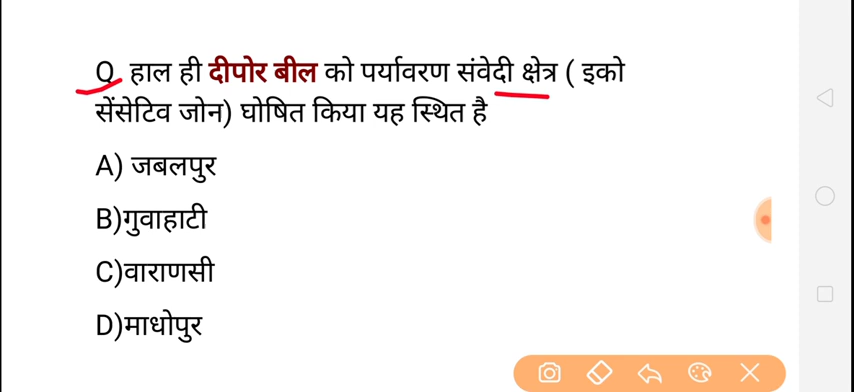 Q. हाल ही दीपोर बील को पर्यावरण संवेदी क्षेत्र ( इको
सेंसेटिव जोन) घोषित किया यह स्थित है
A) जबलपुर
B)गुवाहाटी
C)वाराणसी
D)माधोपुर